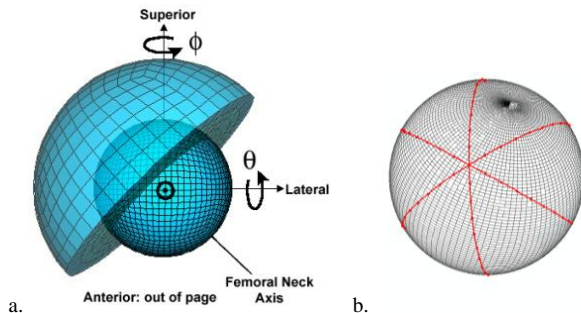 Superior
ϕ
θ
Lateral
Femoral Neck
Axis
Anterior: out of page
a.
b.